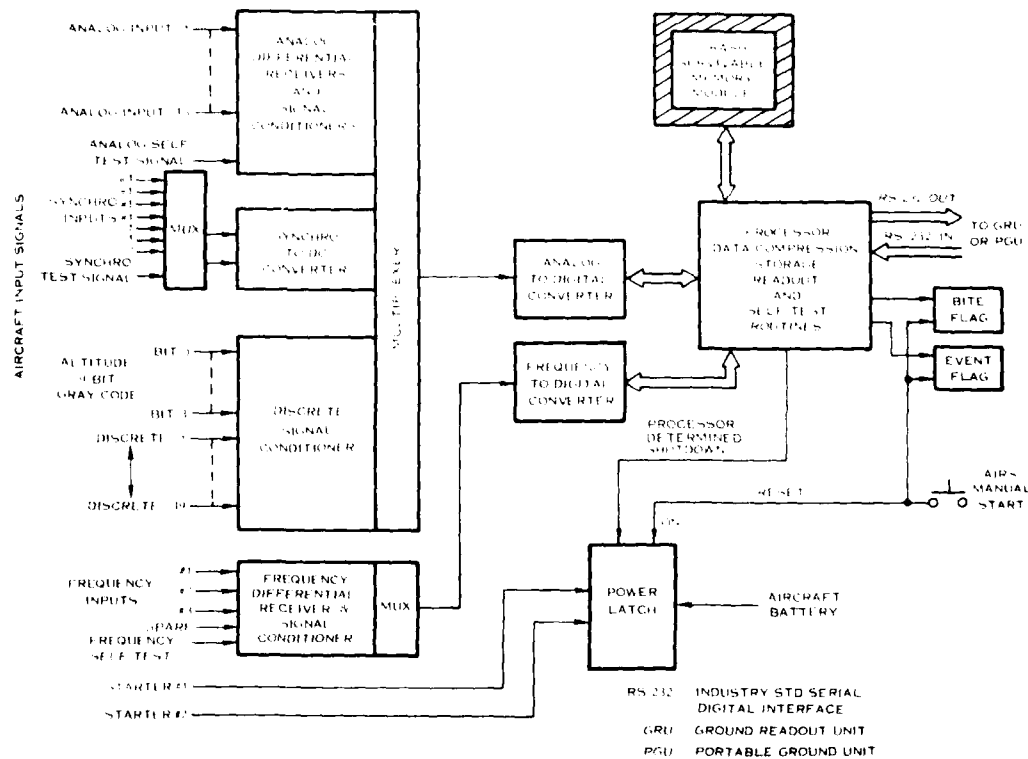 AIRCRAFT INPUT SIGNALS
ANALOG INPUT
ANALOG INPUT
ANALOG SELF
TEST SIGNAL
SYNCHRO
INPUTS
SYNCHRO
TEST SIGNAL
MUX
ALTITUDE
BIT
GRAY CODE
BIT
BIT
DISCRETE
DISCRETE
FREQUENCY
INPUTS
#1
SPARE
FREQUENCY
SELF TEST
STARTER #1
STARTER
ANALOG
DIFFERENTIAL
RECEIVERS
AND
SIGNAL
CONDITIONERS
SYNCHRO
TO DC
CONVERTER
DISCRETE
SIGNAL
CONDITIONER
MULTIPLEXER
FREQUENCY
DIFFERENTIAL
RECEIVER &
SIGNAL
CONDITIONER
MUX
ANALOG
TO DIGITAL
CONVERTER
FREQUENCY
TO DIGITAL
CONVERTER
CRASH
SURVIVABLE
MEMORY
MODULE
PROCESSOR
DATA COMPRESSION
STORAGE
READOUT
AND
SELF TEST
ROUTINES
RS-232 OUT
RS-232 IN
TO GRU
OR PGU
BITE
FLAG
EVENT
FLAG
PROCESSOR
DETERMINED
SHUTDOWN
RESET
ON
AIRS
MANUAL
START
POWER
LATCH
AIRCRAFT
BATTERY
RS 232 INDUSTRY STD SERIAL
DIGITAL INTERFACE
GRU GROUND READOUT UNIT
PGU PORTABLE GROUND UNIT